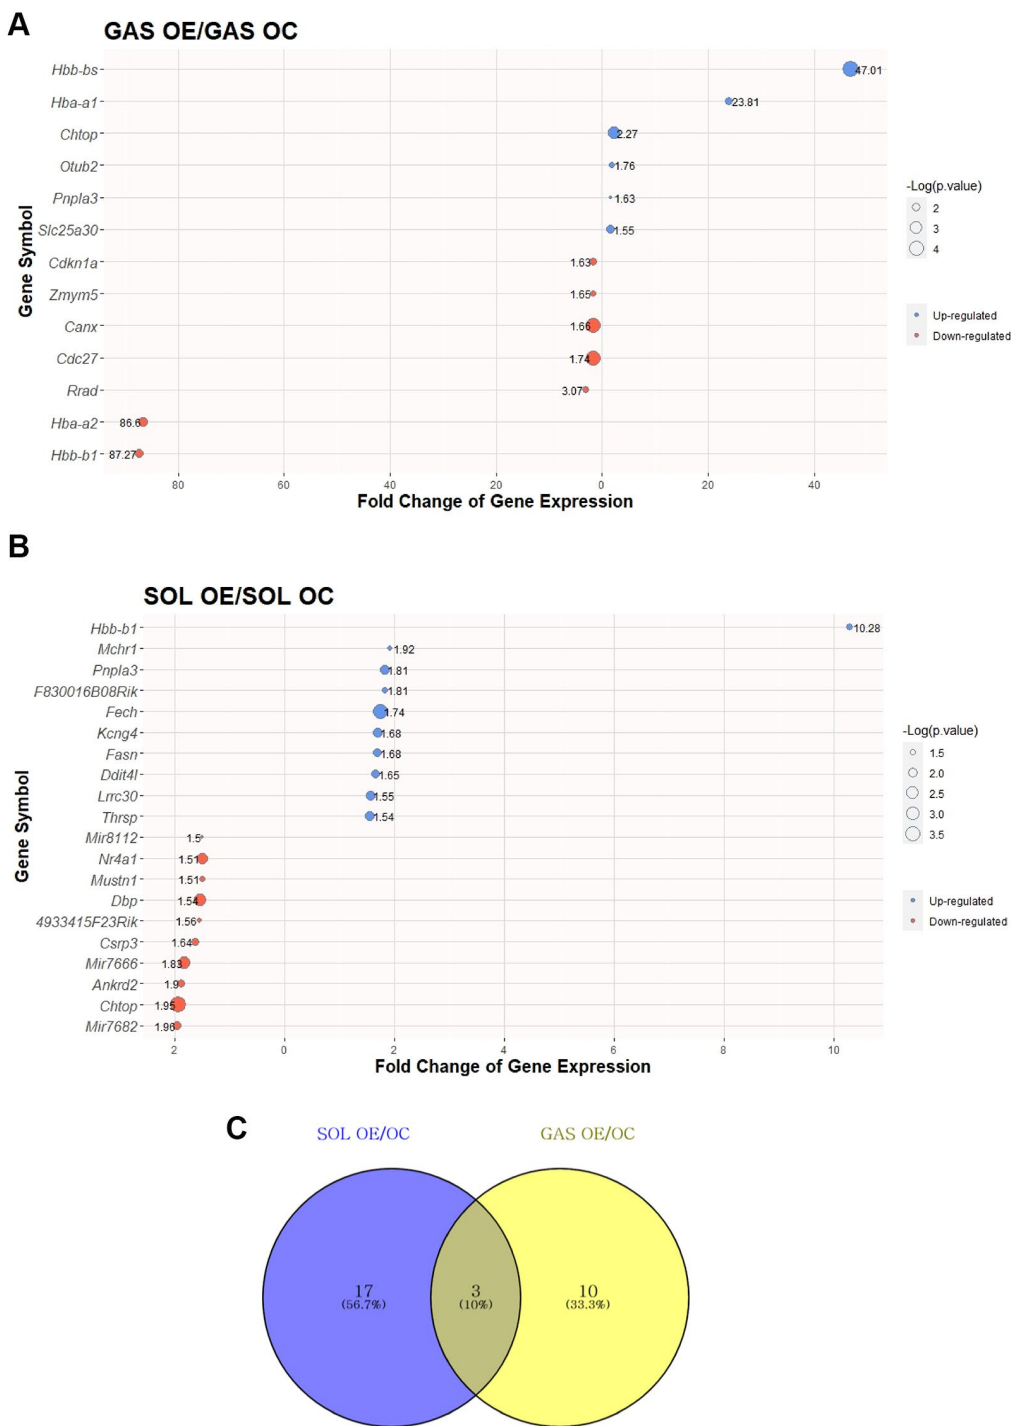 A
GAS OE/GAS OC
Gene Symbol
Hbb-bs 47.01
Hba-a1 23.81
Chtop 2.27
Otub2 1.76
Pnpla3 1.63
Slc25a30 1.55
Cdkn1a 1.63
Zmym5 1.65
Canx 1.66
Cdc27 1.74
Rrad 3.07
Hba-a2 86.6
Hbb-b1 87.27
80 60 40 20 0 20 40
Fold Change of Gene Expression
-Log(p.value)
2
3
4
Up-regulated
Down-regulated
B
SOL OE/SOL OC
Gene Symbol
Hbb-b1 10.28
Mchr1 1.92
Pnpla3 1.81
F830016B08Rik 1.81
Fech 1.74
Kcng4 1.68
Fasn 1.68
Ddit4l 1.65
Lrrc30 1.55
Thrsp 1.54
Mir8112 1.5
Nr4a1 1.51
Mustn1 1.51
Dbp 1.54
4933415F23Rik 1.56
Csrp3 1.64
Mir7666 1.83
Ankrd2 1.9
Chtop 1.95
Mir7682 1.96
2 0 2 4 6 8 10
Fold Change of Gene Expression
-Log(p.value)
1.5
2.0
2.5
3.0
3.5
Up-regulated
Down-regulated
C
SOL OE/OC GAS OE/OC
17 3 10
(56.7%) (10%) (33.3%)